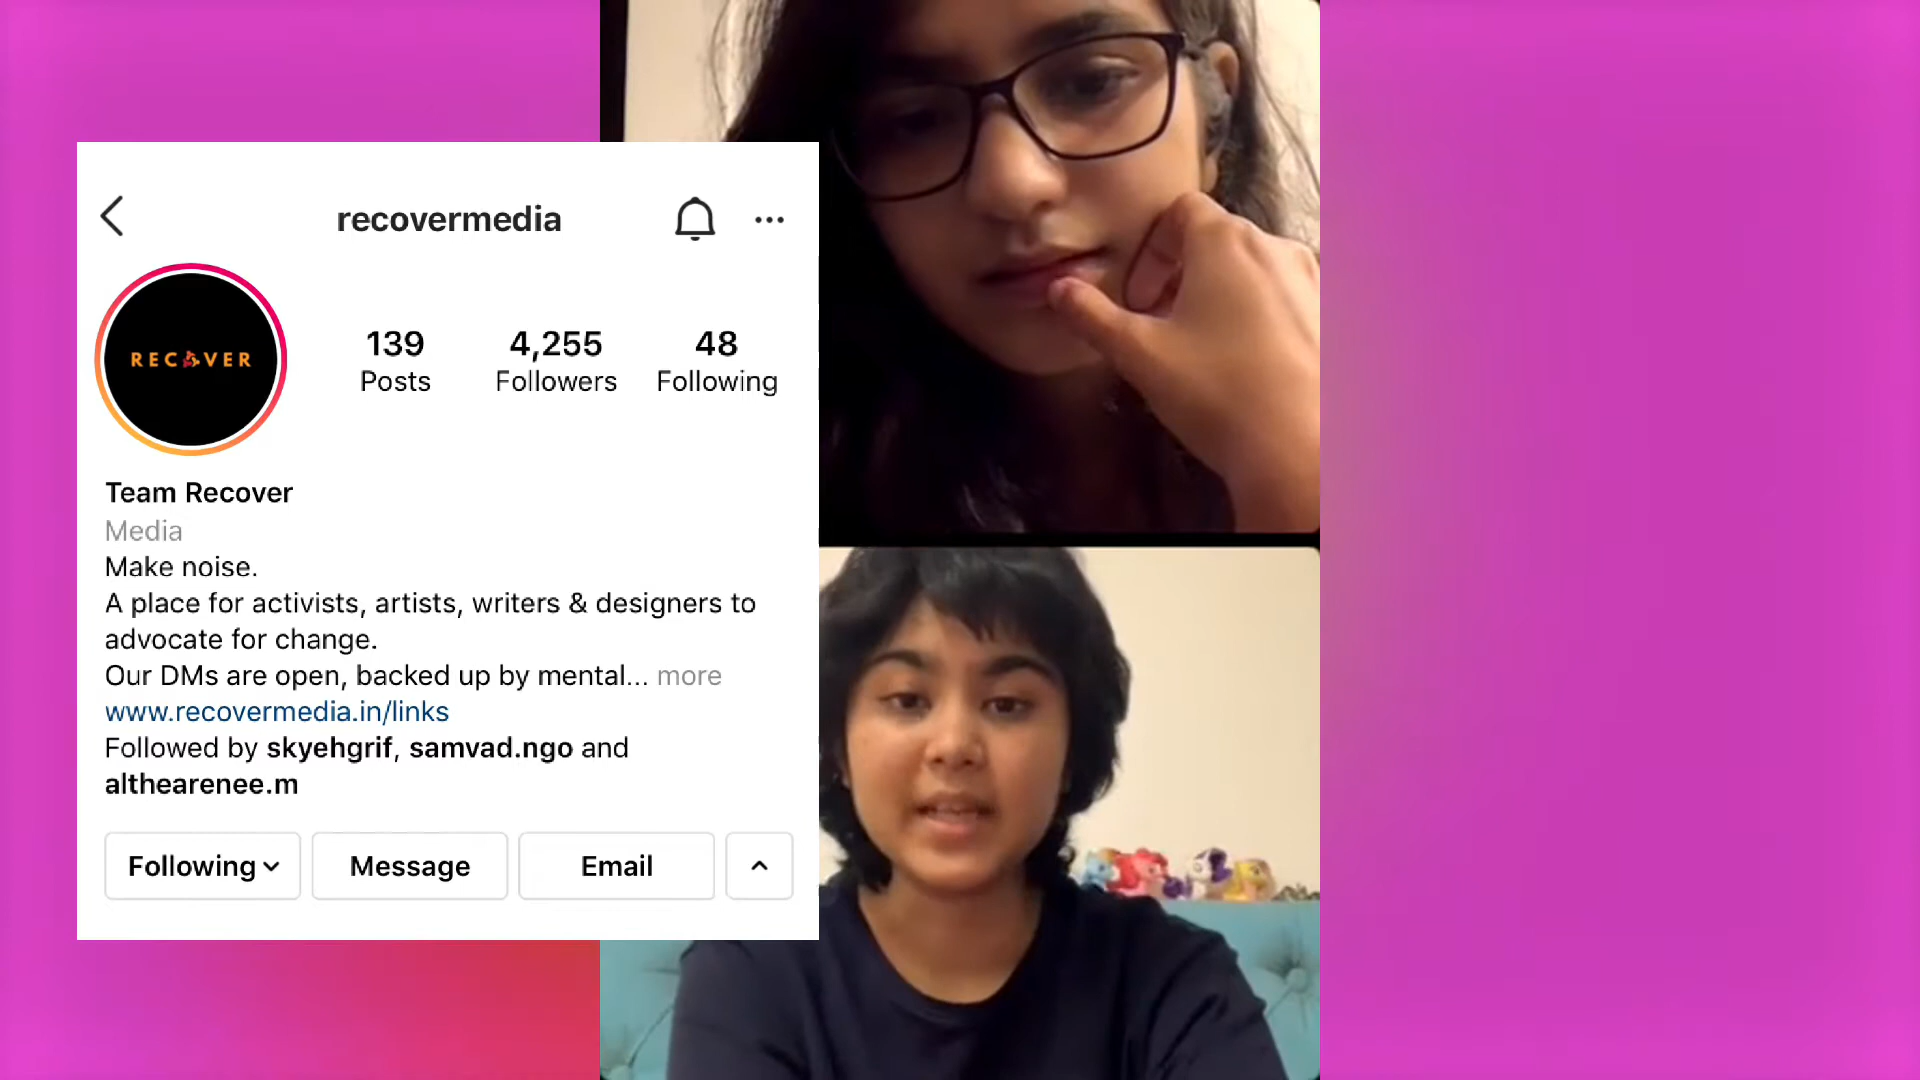 recovermedia
RECOVER
139 4,255 48
Posts Followers Following
Team Recover
Media
Make noise.
A place for activists, artists, writers & designers to
advocate for change.
Our DMs are open, backed up by mental... more
www.recovermedia.in/links
Followed by skyehgrif, samvad.ngo and
althearenee.m
Following Message Email